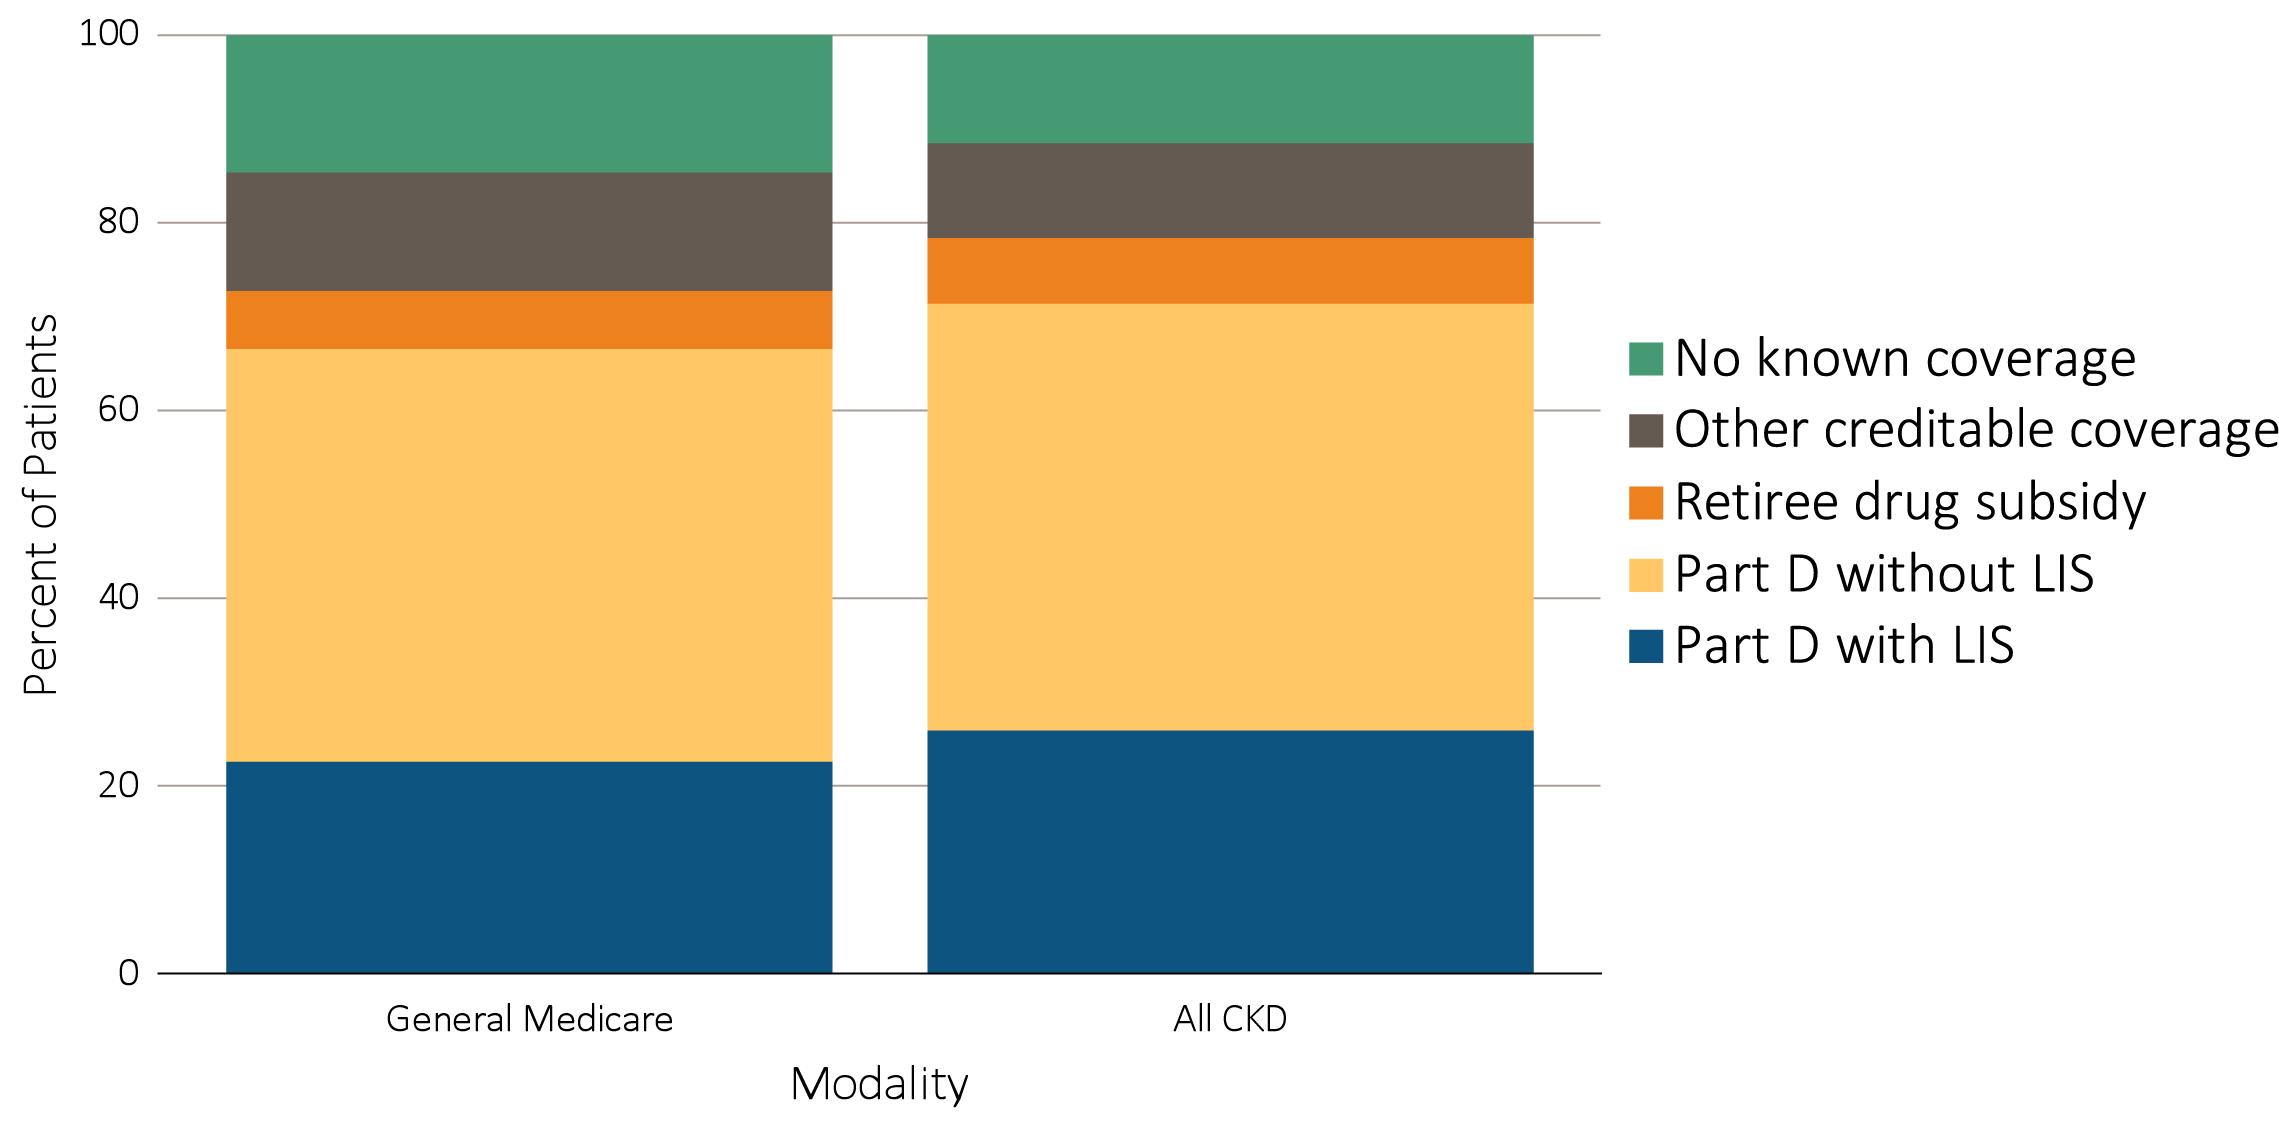 100
80
60
40
20
0
Percent of Patients
General Medicare
All CKD
Modality
No known coverage
Other creditable coverage
Retiree drug subsidy
Part D without LIS
Part D with LIS